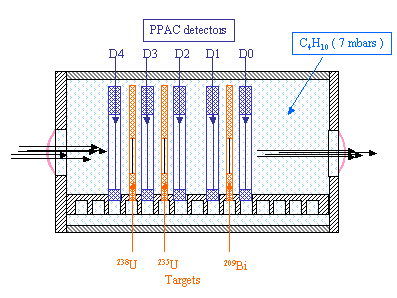 PPAC detectors
C₄H₁₀ ( 7 mbars )
D4 D3 D2 D1 D0
²³⁸U ²³⁵U ²⁰⁹Bi
Targets